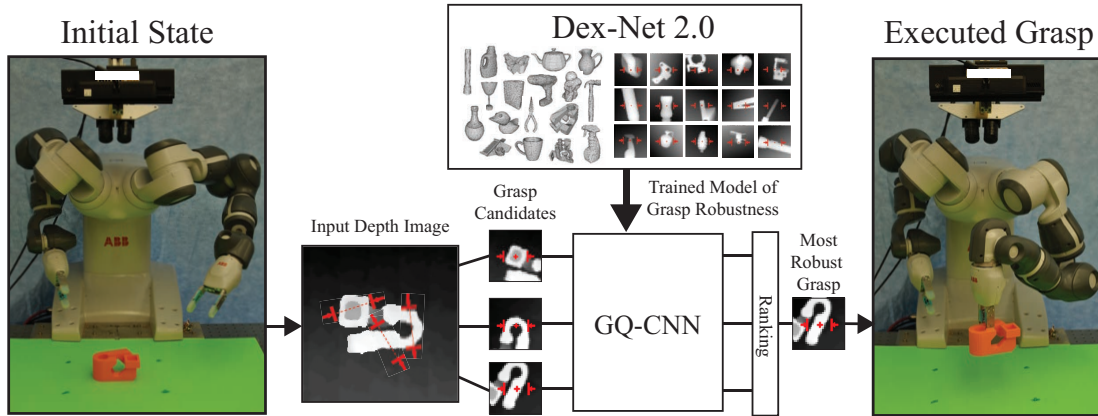 Initial State
Dex-Net 2.0
Executed Grasp
Trained Model of
Grasp Robustness
Grasp
Candidates
Input Depth Image
GQ-CNN
Ranking
Most
Robust
Grasp
ABB